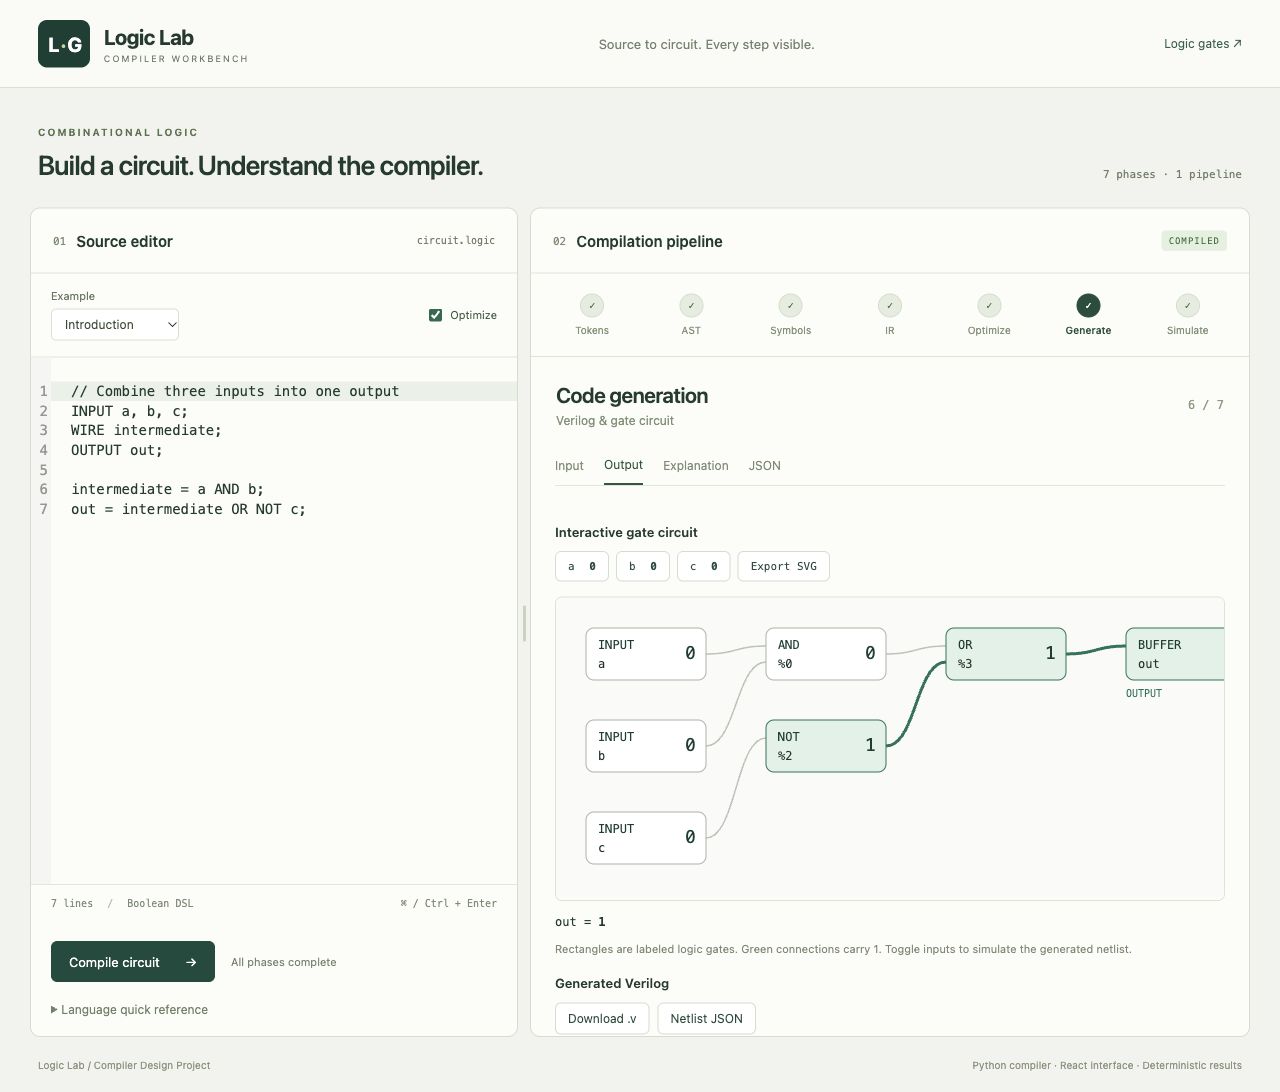 L·G
Logic Lab
COMPILER WORKBENCH
Source to circuit. Every step visible.
Logic gates ↗
COMBINATIONAL LOGIC
Build a circuit. Understand the compiler.
7 phases · 1 pipeline
01 Source editor
circuit.logic
Example
Introduction
Optimize
1 // Combine three inputs into one output
2 INPUT a, b, c;
3 WIRE intermediate;
4 OUTPUT out;
5
6 intermediate = a AND b;
7 out = intermediate OR NOT c;
7 lines / Boolean DSL
⌘ / Ctrl + Enter
Compile circuit →
All phases complete
▶ Language quick reference
02 Compilation pipeline
COMPILED
✓ ✓ ✓ ✓ ✓ ✓ ✓
Tokens AST Symbols IR Optimize Generate Simulate
Code generation
Verilog & gate circuit
6 / 7
Input Output Explanation JSON
Interactive gate circuit
a 0 b 0 c 0 Export SVG
INPUT
a
0
AND
%0
0
OR
%3
1
BUFFER
out
OUTPUT
INPUT
b
0
NOT
%2
1
INPUT
c
0
out = 1
Rectangles are labeled logic gates. Green connections carry 1. Toggle inputs to simulate the generated netlist.
Generated Verilog
Download .v Netlist JSON
Logic Lab / Compiler Design Project
Python compiler · React interface · Deterministic results